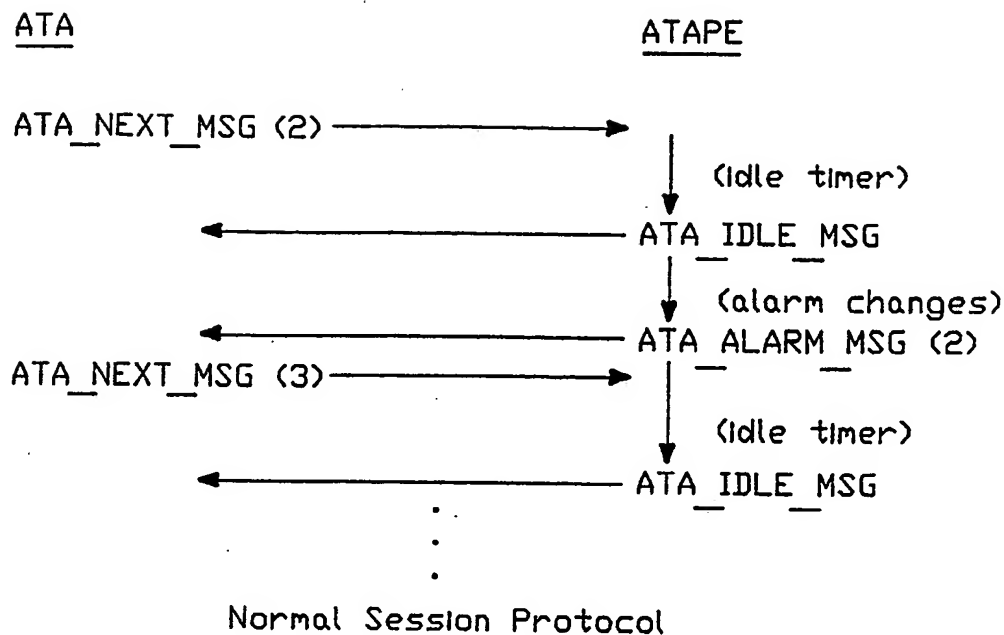 ATA
ATAPE
ATA_NEXT_MSG (2)
(idle timer)
ATA_IDLE_MSG
(alarm changes)
ATA_ALARM_MSG (2)
ATA_NEXT_MSG (3)
(idle timer)
ATA_IDLE_MSG
Normal Session Protocol